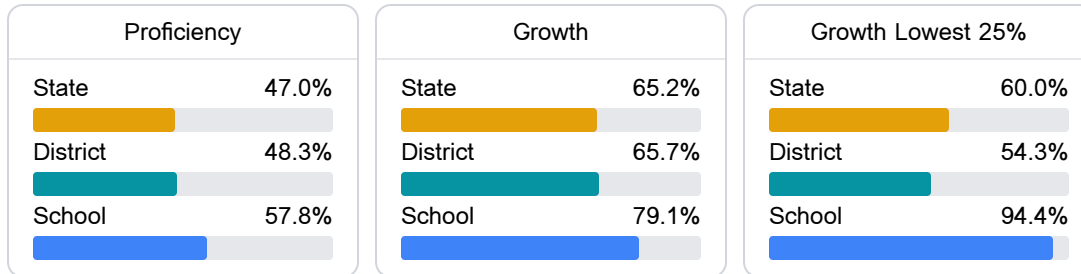 Proficiency
State 47.0%
District 48.3%
School 57.8%
Growth
State 65.2%
District 65.7%
School 79.1%
Growth Lowest 25%
State 60.0%
District 54.3%
School 94.4%